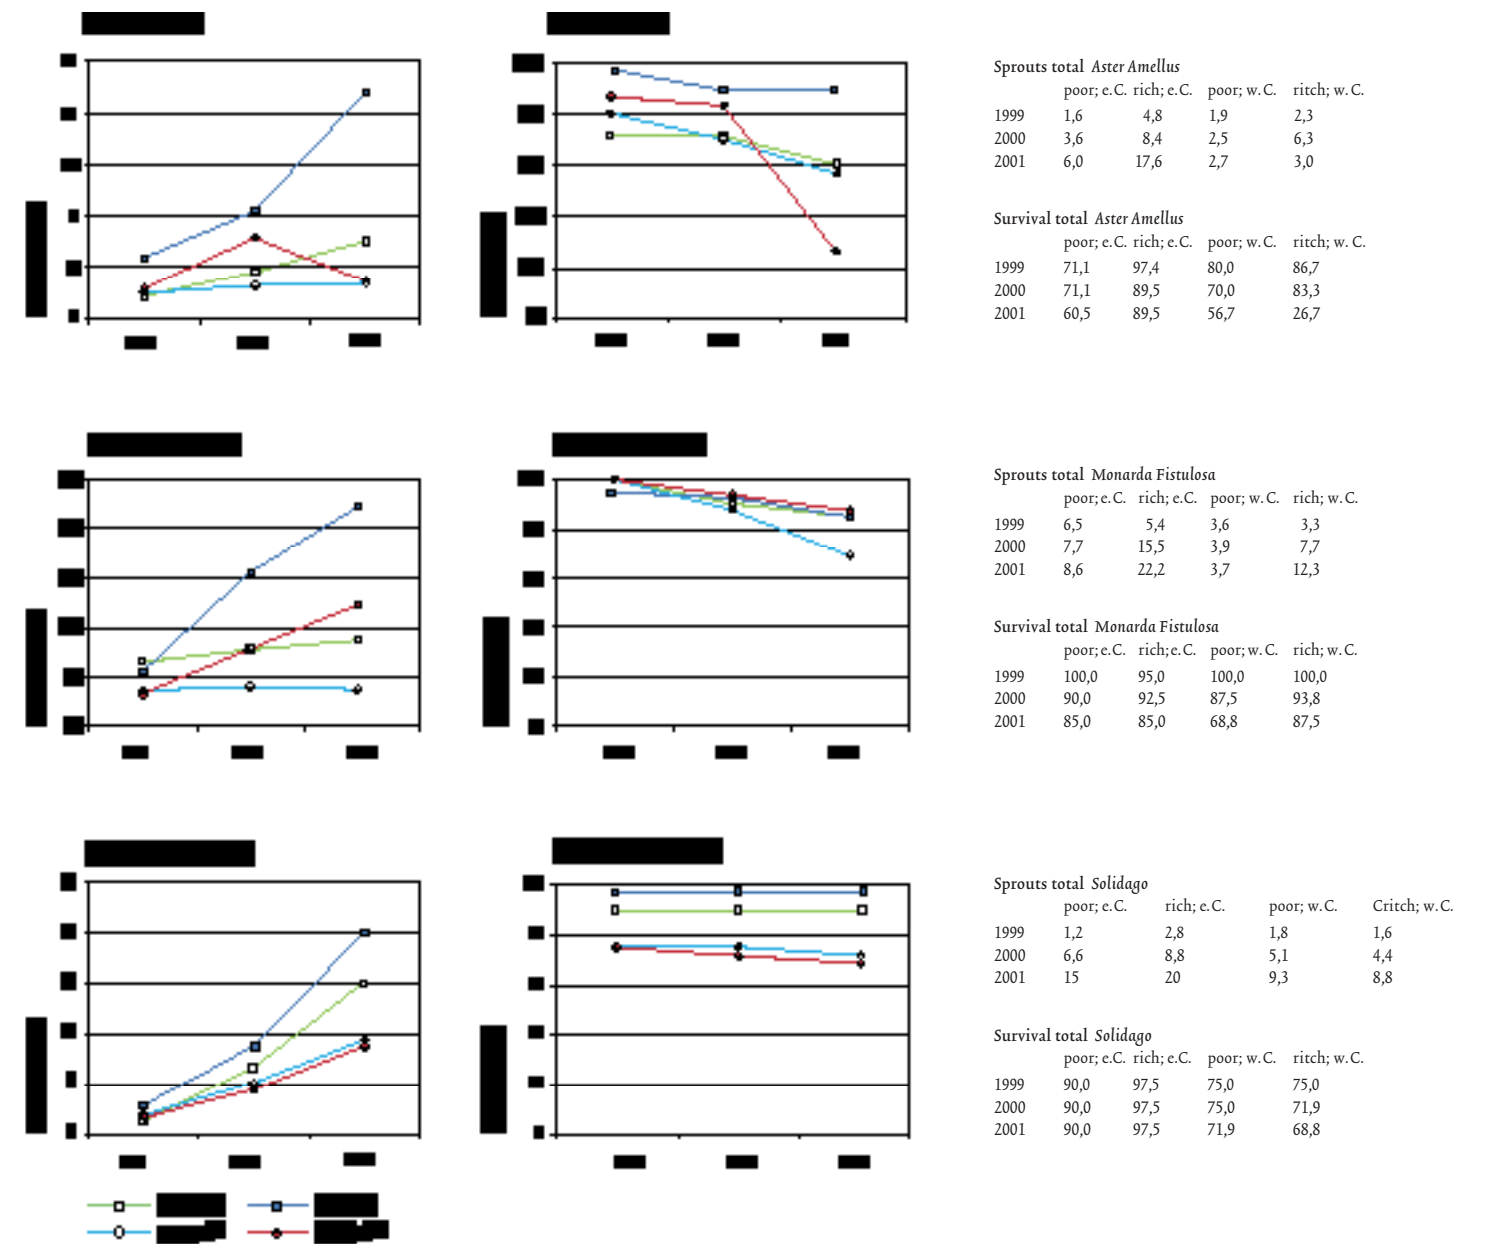 Sprouts total Aster Amellus
poor; e.C. rich; e.C. poor; w.C. ritch; w.C.
1999 1,6 4,8 1,9 2,3
2000 3,6 8,4 2,5 6,3
2001 6,0 17,6 2,7 3,0
Survival total Aster Amellus
poor; e.C. rich; e.C. poor; w.C. ritch; w.C.
1999 71,1 97,4 80,0 86,7
2000 71,1 89,5 70,0 83,3
2001 60,5 89,5 56,7 26,7
Sprouts total Monarda Fistulosa
poor; e.C. rich; e.C. poor; w.C. rich; w.C.
1999 6,5 5,4 3,6 3,3
2000 7,7 15,5 3,9 7,7
2001 8,6 22,2 3,7 12,3
Survival total Monarda Fistulosa
poor; e.C. rich; e.C. poor; w.C. rich; w.C.
1999 100,0 95,0 100,0 100,0
2000 90,0 92,5 87,5 93,8
2001 85,0 85,0 68,8 87,5
Sprouts total Solidago
poor; e.C. rich; e.C. poor; w.C. Critch; w.C.
1999 1,2 2,8 1,8 1,6
2000 6,6 8,8 5,1 4,4
2001 15 20 9,3 8,8
Survival total Solidago
poor; e.C. rich; e.C. poor; w.C. ritch; w.C.
1999 90,0 97,5 75,0 75,0
2000 90,0 97,5 75,0 71,9
2001 90,0 97,5 71,9 68,8